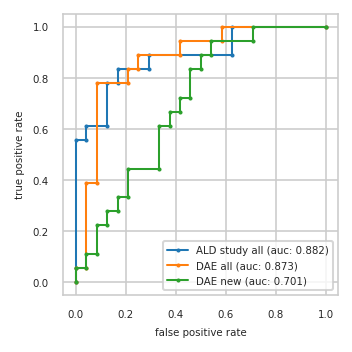 1.0
0.8
0.6
0.4
0.2
0.0
true positive rate
ALD study all (auc: 0.882)
DAE all (auc: 0.873)
DAE new (auc: 0.701)
0.0 0.2 0.4 0.6 0.8 1.0
false positive rate